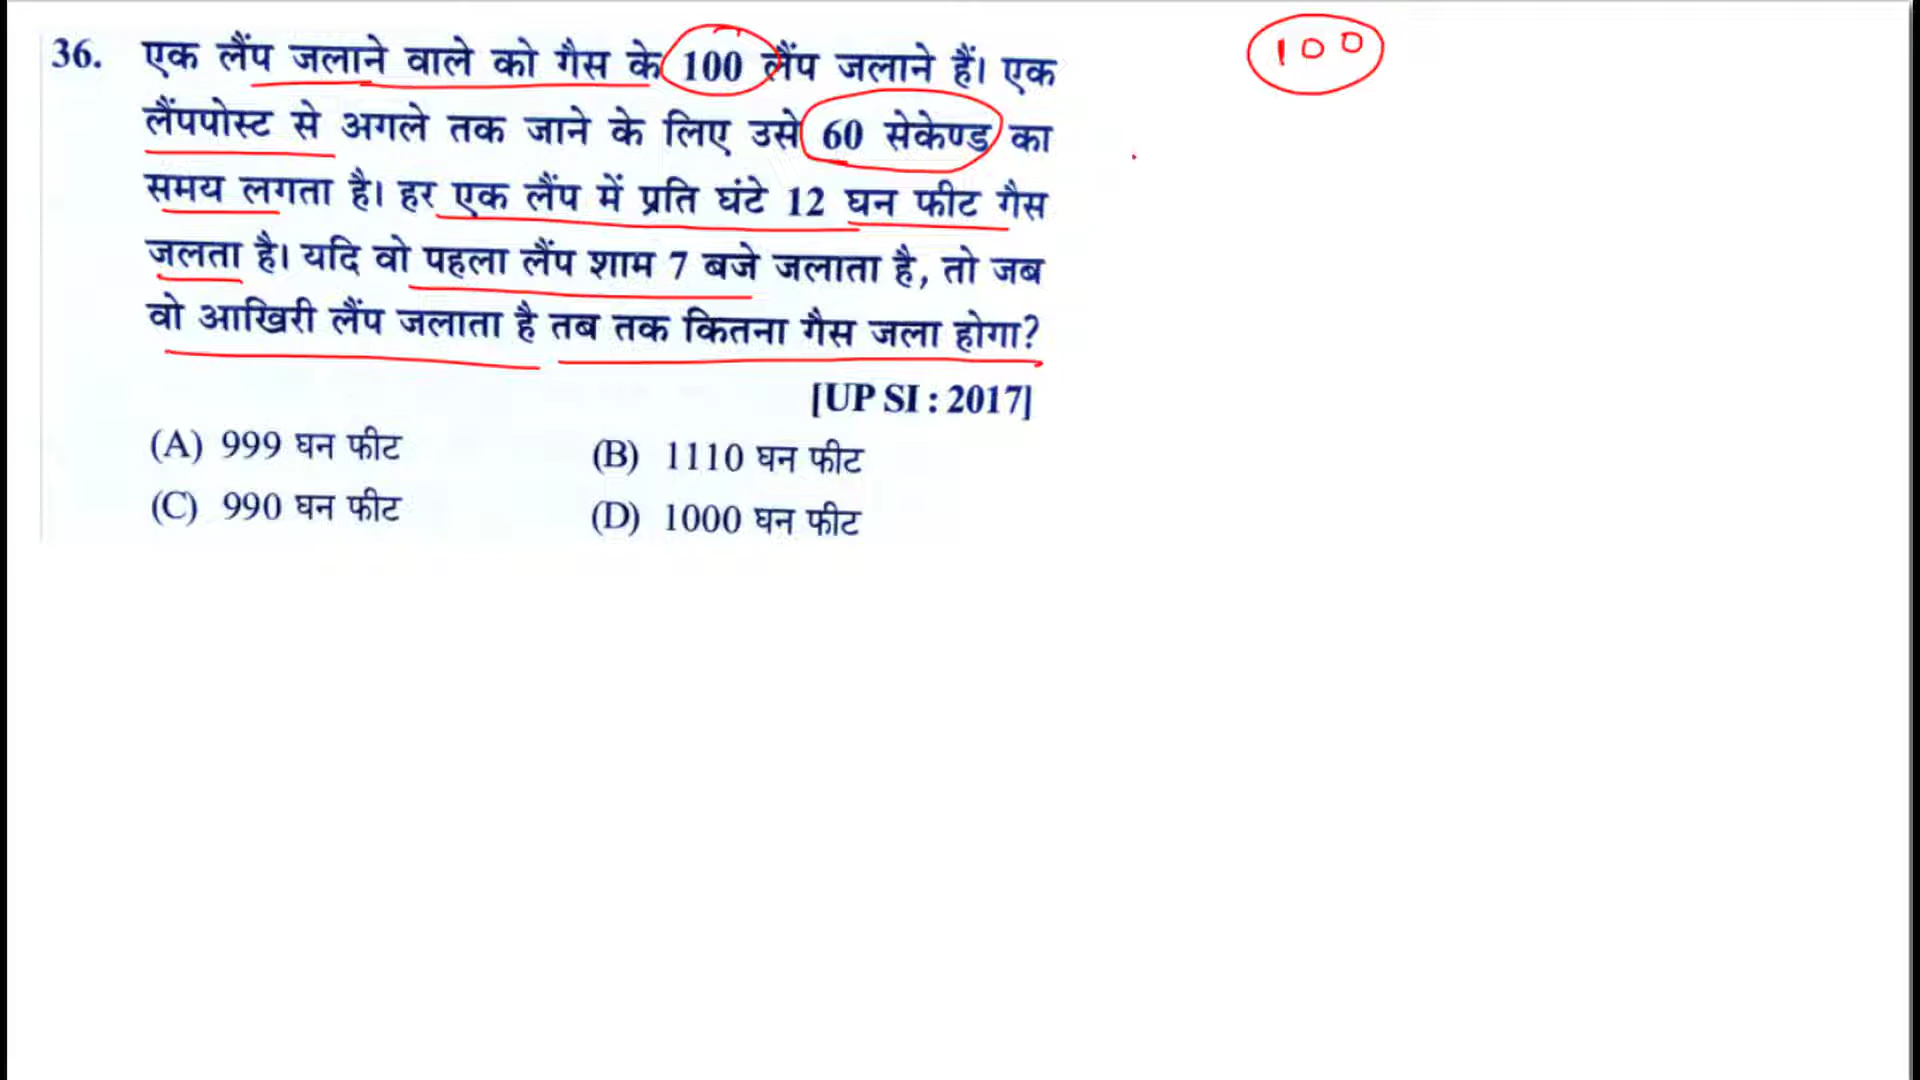 36. एक लैंप जलाने वाले को गैस के 100 लैंप जलाने हैं। एक
लैंपपोस्ट से अगले तक जाने के लिए उसे 60 सेकेण्ड का
समय लगता है। हर एक लैंप में प्रति घंटे 12 घन फीट गैस
जलता है। यदि वो पहला लैंप शाम 7 बजे जलाता है, तो जब
वो आखिरी लैंप जलाता है तब तक कितना गैस जला होगा?
[UP SI : 2017]
(A) 999 घन फीट (B) 1110 घन फीट
(C) 990 घन फीट (D) 1000 घन फीट
100